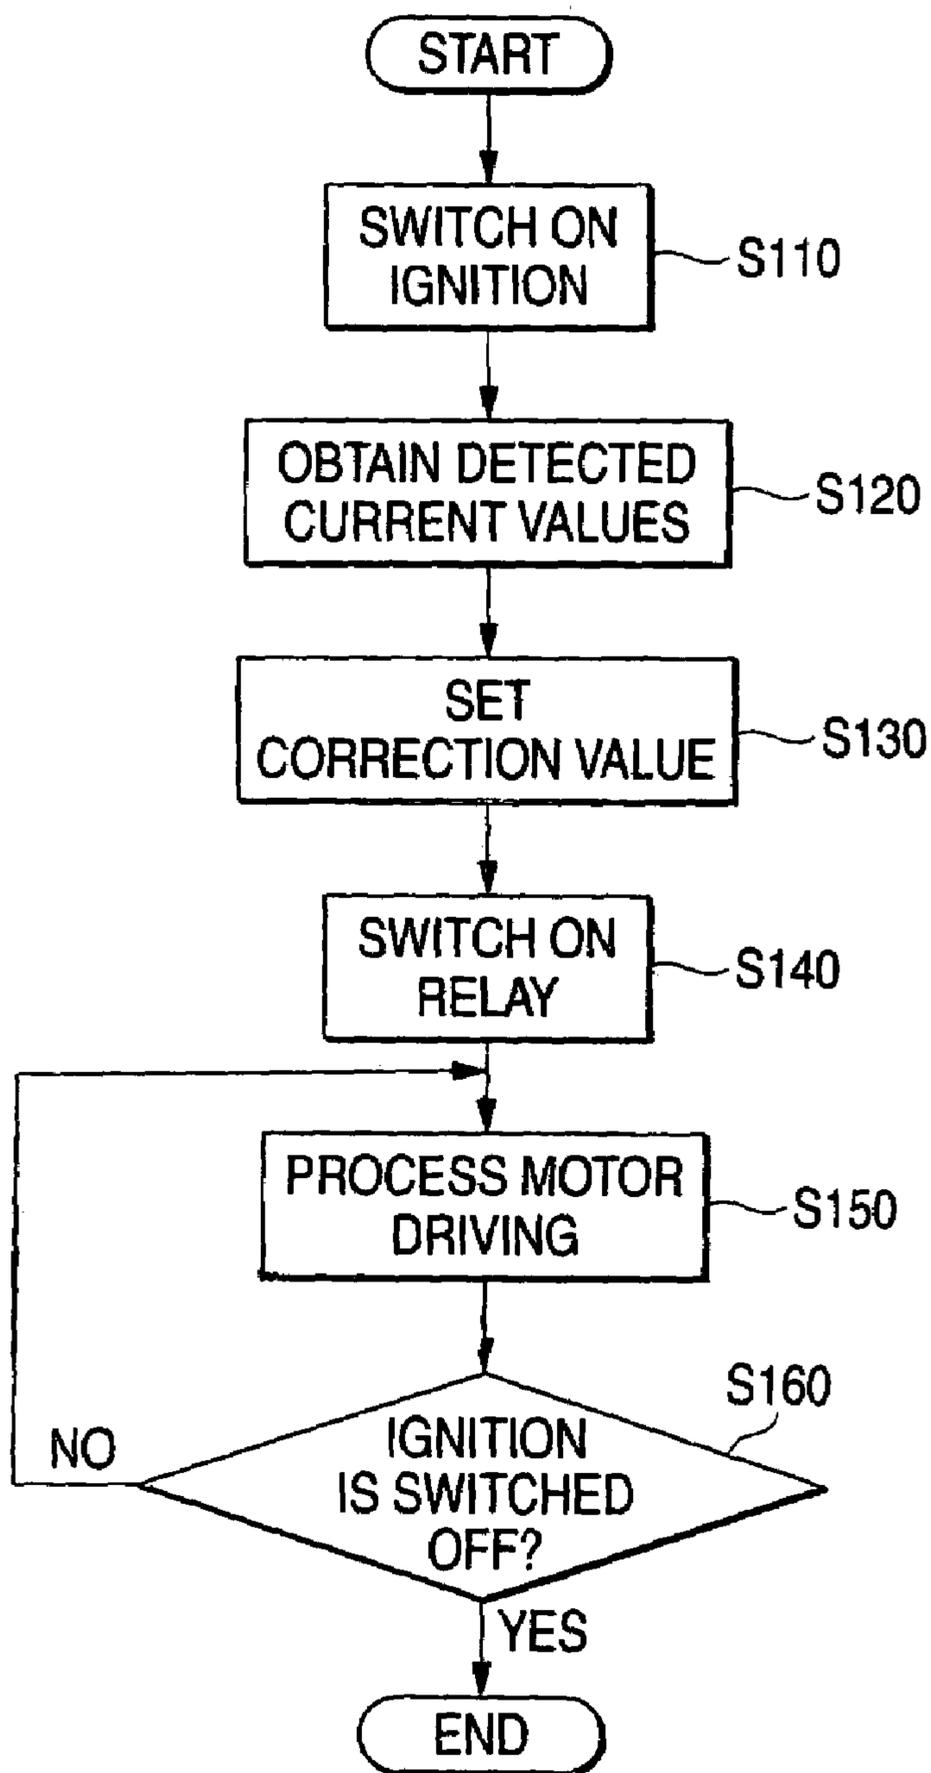 START
SWITCH ON
IGNITION
S110
OBTAIN DETECTED
CURRENT VALUES
S120
SET
CORRECTION VALUE
S130
SWITCH ON
RELAY
S140
PROCESS MOTOR
DRIVING
S150
S160
IGNITION
IS SWITCHED
OFF?
NO
YES
END